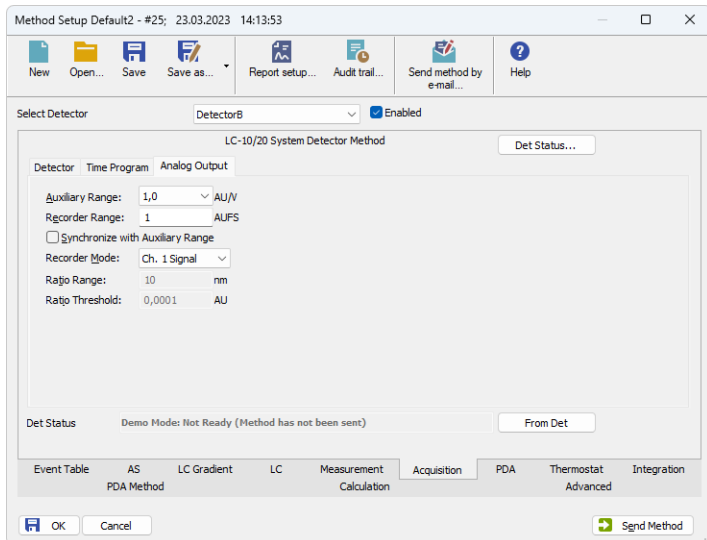 Method Setup Default2 - #25; 23.03.2023 14:13:53
New Open... Save Save as... Report setup... Audit trail... Send method by e-mail... Help
Select Detector DetectorB Enabled
LC-10/20 System Detector Method Det Status...
Detector Time Program Analog Output
Auxiliary Range: 1,0 AU/V
Recorder Range: 1 AUFS
Synchronize with Auxiliary Range
Recorder Mode: Ch. 1 Signal
Ratio Range: 10 nm
Ratio Threshold: 0,0001 AU
Det Status Demo Mode: Not Ready (Method has not been sent) From Det
Event Table AS LC Gradient LC Measurement Acquisition PDA Thermostat Integration
PDA Method Calculation Advanced
OK Cancel Send Method